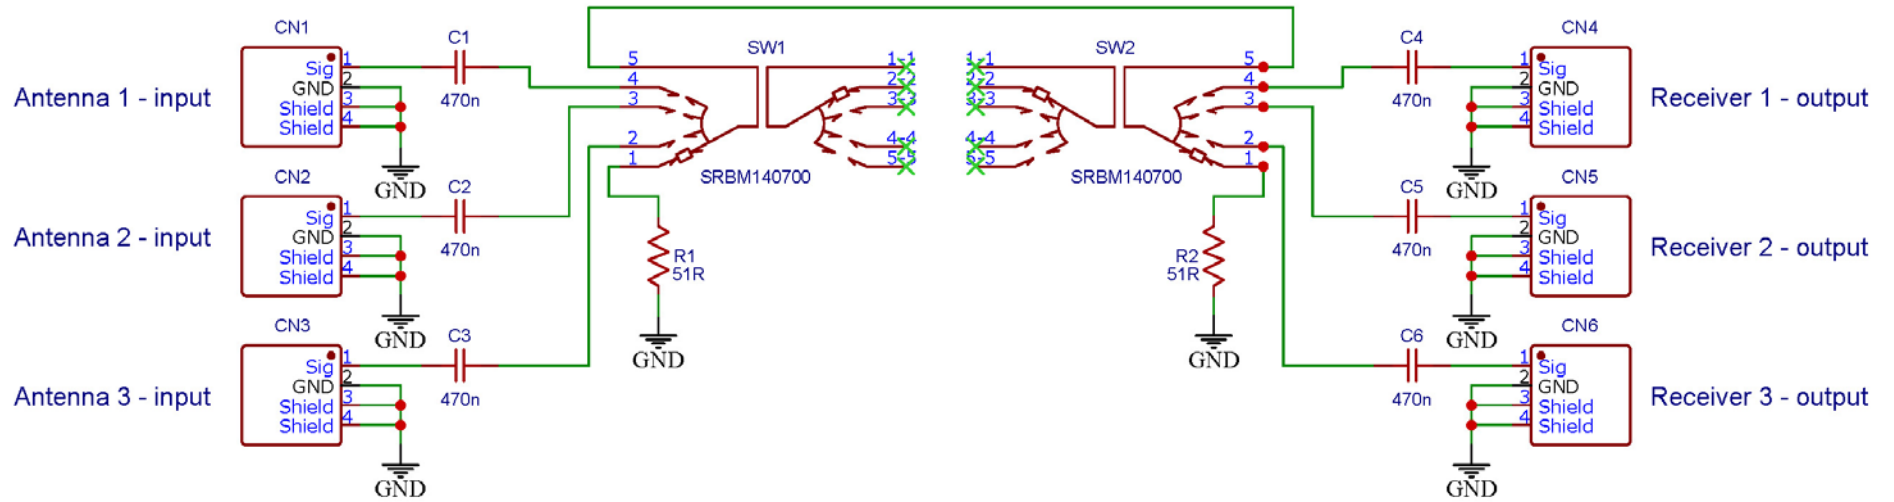 CN1
Antenna 1 - input
Sig 1
GND 2
Shield 3
Shield 4
GND
C1
470n
CN2
Antenna 2 - input
Sig 1
GND 2
Shield 3
Shield 4
GND
C2
470n
CN3
Antenna 3 - input
Sig 1
GND 2
Shield 3
Shield 4
GND
C3
470n
SW1
5
4
3
2
1
1-1
2-2
3-3
4-4
5-5
SRBM140700
R1
51R
GND
SW2
1-1
2-2
3-3
4-4
5-5
5
4
3
2
1
SRBM140700
R2
51R
GND
C4
470n
CN4
1 Sig
2 GND
3 Shield
4 Shield
GND
Receiver 1 - output
C5
470n
CN5
1 Sig
2 GND
3 Shield
4 Shield
GND
Receiver 2 - output
C6
470n
CN6
1 Sig
2 GND
3 Shield
4 Shield
GND
Receiver 3 - output